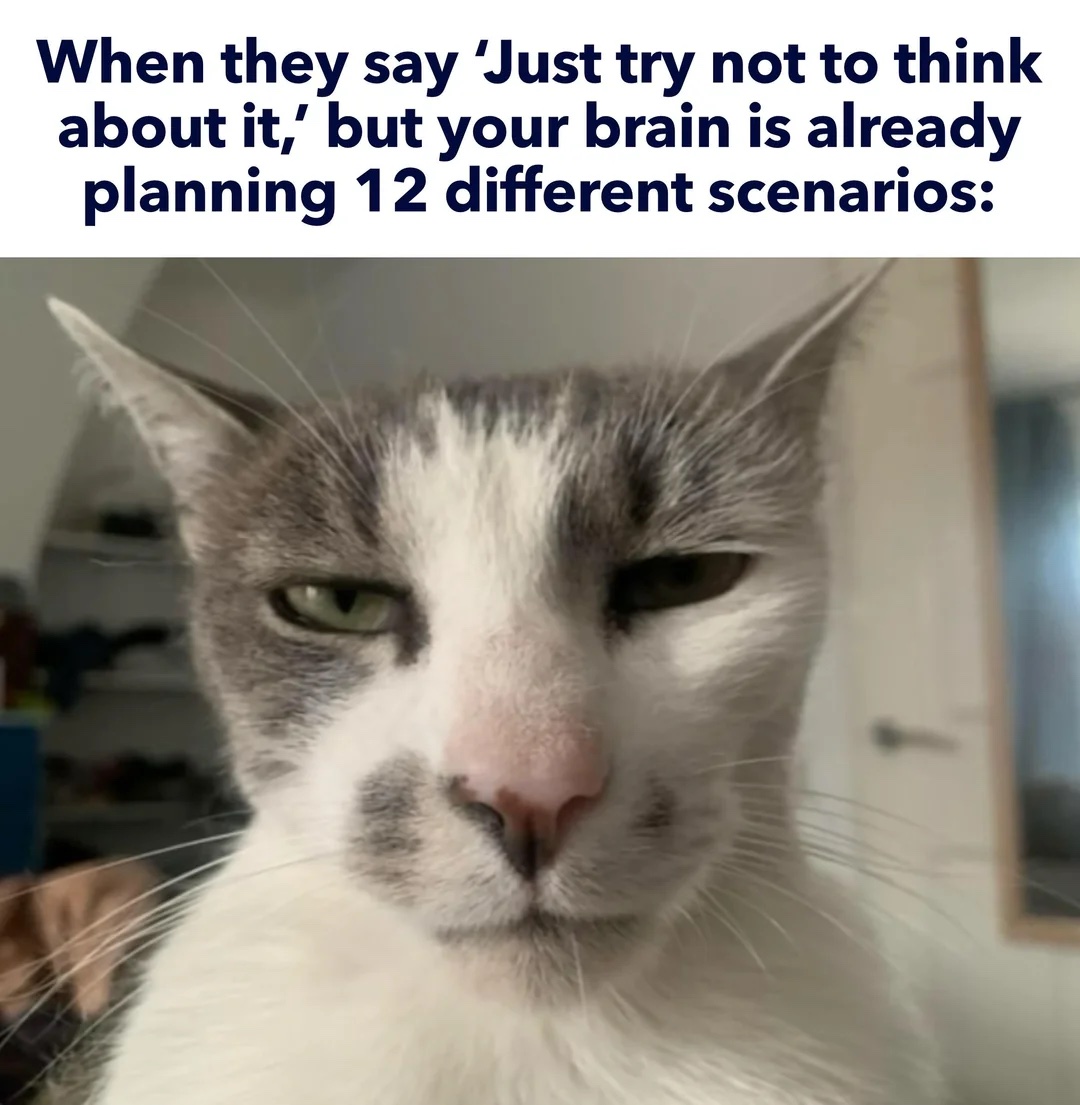 When they say ‘Just try not to think
about it,’ but your brain is already
planning 12 different scenarios: